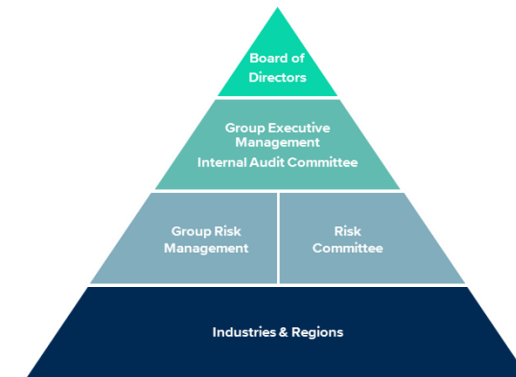 Board of
Directors
Group Executive
Management
Internal Audit Committee
Group Risk
Management
Risk
Committee
Industries & Regions